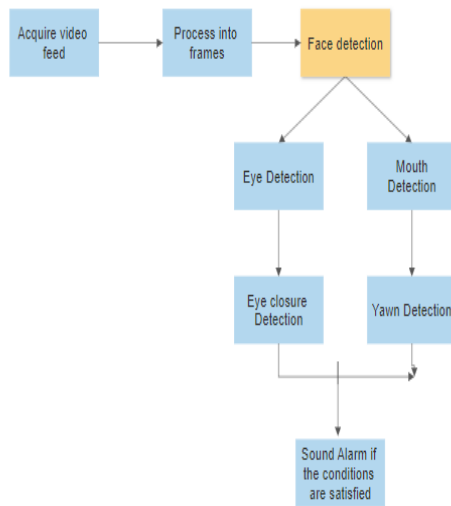 Acquire video
feed
Process into
frames
Face detection
Eye Detection
Mouth
Detection
Eye closure
Detection
Yawn Detection
Sound Alarm if
the conditions
are satisfied